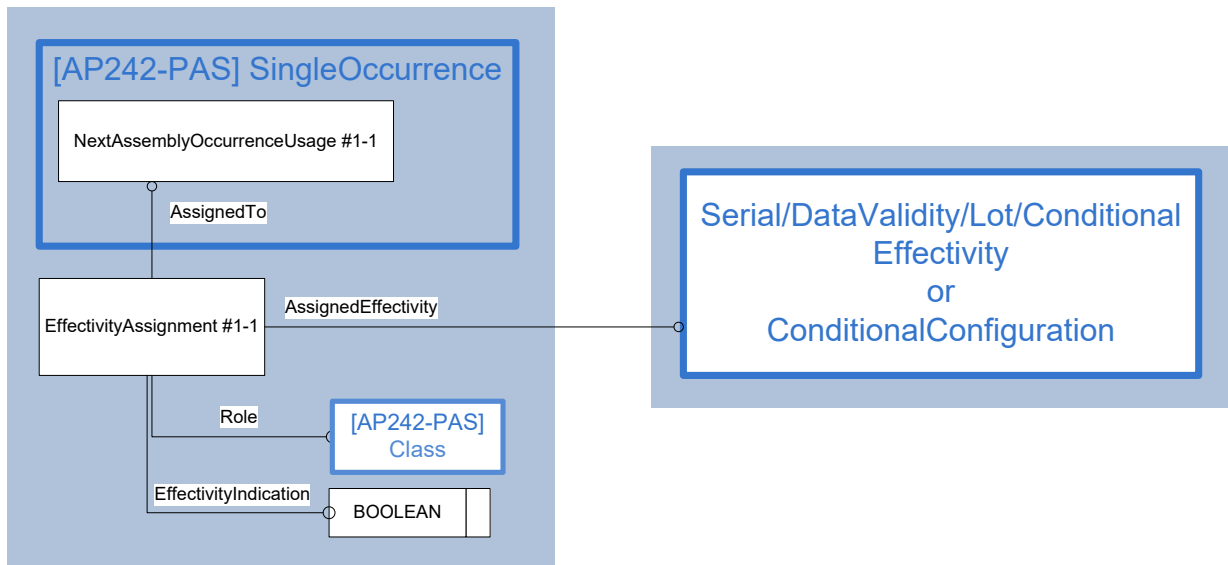 [AP242-PAS] SingleOccurrence
NextAssemblyOccurrenceUsage #1-1
AssignedTo
EffectivityAssignment #1-1
AssignedEffectivity
Serial/DataValidity/Lot/Conditional
Effectivity
or
ConditionalConfiguration
Role
[AP242-PAS]
Class
EffectivityIndication
BOOLEAN